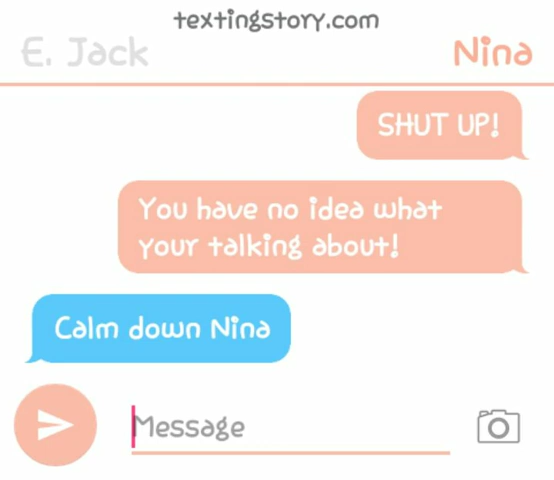 textingstory.com
E. Jack
Nina
SHUT UP!
You have no idea what
your talking about!
Calm down Nina
Message